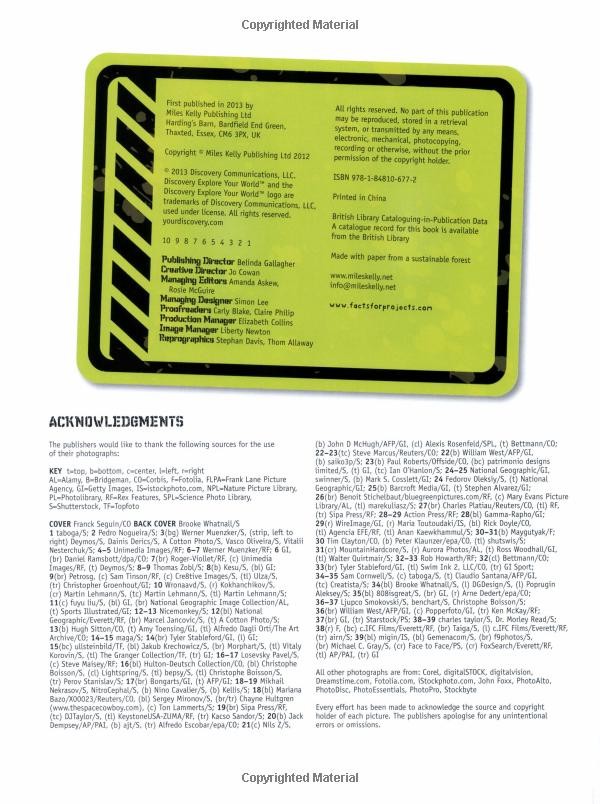 Copyrighted Material
First published in 2013 by
Miles Kelly Publishing Ltd
Harding's Barn, Bardfield End Green,
Thaxted, Essex, CM6 3PX, UK
Copyright © Miles Kelly Publishing Ltd 2012
© 2013 Discovery Communications, LLC.
Discovery Explore Your World™ and the
Discovery Explore Your World™ logo are
trademarks of Discovery Communications, LLC,
used under license. All rights reserved.
yourdiscovery.com
10 9 8 7 6 5 4 3 2 1
Publishing Director Belinda Gallagher
Creative Director Jo Cowan
Managing Editors Amanda Askew,
Rosie McGuire
Managing Designer Simon Lee
Proofreaders Carly Blake, Claire Philip
Production Manager Elizabeth Collins
Image Manager Liberty Newton
Reprographics Stephan Davis, Thom Allaway
All rights reserved. No part of this publication
may be reproduced, stored in a retrieval
system, or transmitted by any means,
electronic, mechanical, photocopying,
recording or otherwise, without the prior
permission of the copyright holder.
ISBN 978-1-84810-677-2
Printed in China
British Library Cataloguing-in-Publication Data
A catalogue record for this book is available
from the British Library
Made with paper from a sustainable forest
www.mileskelly.net
info@mileskelly.net
www.factsforprojects.com
ACKNOWLEDGMENTS
The publishers would like to thank the following sources for the use
of their photographs:
KEY t=top, b=bottom, c=center, l=left, r=right
AL=Alamy, B=Bridgeman, CO=Corbis, F=Fotolia, FLPA=Frank Lane Picture
Agency, GI=Getty Images, IS=istockphoto.com, NPL=Nature Picture Library,
PL=Photolibrary, RF=Rex Features, SPL=Science Photo Library,
S=Shutterstock, TF=Topfoto
COVER Franck Seguin/CO BACK COVER Brooke Whatnall/S
1 taboga/S; 2 Pedro Nogueira/S; 3(bg) Werner Muenzker/S, (strip, left to
right) Deymos/S, Dainis Derics/S, A Cotton Photo/S, Vasco Oliveira/S, Vitalii
Nesterchuk/S; 4–5 Unimedia Images/RF; 6–7 Werner Muenzker/RF; 6 GI,
(br) Daniel Ramsbott/dpa/CO; 7(br) Roger-Viollet/RF, (c) Unimedia
Images/RF, (t) Deymos/S; 8–9 Thomas Zobl/S; 8(b) Kesu/S, (bl) GI;
9(br) Petrosg, (c) Sam Tinson/RF, (c) Cre8tive Images/S, (tl) Ulza/S,
(tr) Christopher Groenhout/GI; 10 Wronaavd/S, (r) Kokhanchikov/S,
(cr) Martin Lehmann/S, (tc) Martin Lehmann/S, (tl) Martin Lehmann/S;
11(c) fuyu liu/S, (bl) GI, (br) National Geographic Image Collection/AL,
(t) Sports Illustrated/GI; 12–13 Nicemonkey/S; 12(bl) National
Geographic/Everett/RF, (br) Marcel Jancovic/S, (t) A Cotton Photo/S;
13(b) Hugh Sitton/CO, (t) Amy Toensing/GI, (tl) Alfredo Dagli Orti/The Art
Archive/CO; 14–15 maga/S; 14(br) Tyler Stableford/GI, (l) GI;
15(bc) ullsteinbild/TF, (bl) Jakub Krechowicz/S, (br) Morphart/S, (tl) Vitaly
Korovin/S, (tl) The Granger Collection/TF, (tr) GI; 16–17 Losevsky Pavel/S,
(c) Steve Maisey/RF; 16(bl) Hulton-Deutsch Collection/CO, (bl) Christophe
Boisson/S, (cl) Lightspring/S, (tl) bepsy/S, (tl) Christophe Boisson/S,
(tr) Perov Stanislav/S; 17(br) Bongarts/GI, (t) AFP/GI; 18–19 Mikhail
Nekrasov/S, NitroCephal/S, (b) Nino Cavalier/S, (b) Kellis/S; 18(bl) Mariana
Bazo/X00023/Reuters/CO, (bl) Sergey Mironov/S, (br/tr) Chayne Hultgren
(www.thespacecowboy.com), (c) Ton Lammerts/S; 19(br) Sipa Press/RF,
(tc) DJTaylor/S, (tl) KeystoneUSA-ZUMA/RF, (tr) Kacso Sandor/S; 20(b) Jack
Dempsey/AP/PAI, (b) ajt/S, (tr) Alfredo Escobar/epa/CO; 21(c) Nils Z/S,
(b) John D McHugh/AFP/GI, (cl) Alexis Rosenfeld/SPL, (t) Bettmann/CO;
22–23(tc) Steve Marcus/Reuters/CO; 22(b) William West/AFP/GI,
(b) saiko3p/S; 23(b) Paul Roberts/Offside/CO, (bc) patrimonio designs
limited/S, (t) GI, (tc) Ian O'Hanlon/S; 24–25 National Geographic/GI,
swinner/S, (b) Mark S. Cosslett/GI; 24 Fedorov Oleksiy/S, (t) National
Geographic/GI; 25(b) Barcroft Media/GI, (t) Stephen Alvarez/GI;
26(br) Benoit Stichelbaut/bluegreenpictures.com/RF, (c) Mary Evans Picture
Library/AL, (tl) marekuliasz/S; 27(br) Charles Platiau/Reuters/CO, (tl) RF,
(tr) Sipa Press/RF; 28–29 Action Press/RF; 28(bl) Gamma-Rapho/GI;
29(r) WireImage/GI, (r) Maria Toutoudaki/IS, (bl) Rick Doyle/CO,
(tl) Agencia EFE/RF, (tl) Anan Kaewkhammul/S; 30–31(b) Maygutyak/F;
30 Tim Clayton/CO, (b) Peter Klaunzer/epa/CO, (tl) shutswis/S;
31(cr) MountainHardcore/S, (r) Aurora Photos/AL, (t) Ross Woodhall/GI,
(tl) Walter Quirtmair/S; 32–33 Rob Howarth/RF; 32(cl) Bettmann/CO;
33(br) Tyler Stableford/GI, (tl) Swim Ink 2, LLC/CO, (tr) GI Sport;
34–35 Sam Cornwell/S, (c) taboga/S, (t) Claudio Santana/AFP/GI,
(tc) Creatista/S; 34(bl) Brooke Whatnall/S, (l) DGDesign/S, (l) Poprugin
Aleksey/S; 35(bl) 808isgreat/S, (br) GI, (r) Arne Dedert/epa/CO;
36–37 Ljupco Smokovski/S, benchart/S, Christophe Boisson/S;
36(br) William West/AFP/GI, (c) Popperfoto/GI, (tr) Ken McKay/RF;
37(br) GI, (tr) Starstock/PS; 38–39 charles taylor/S, Dr. Morley Read/S;
38(r) F, (bc) c.IFC Films/Everett/RF, (br) Taiga/S, (l) c.IFC Films/Everett/RF,
(tr) airn/S; 39(bl) migin/IS, (bl) Gemenacom/S, (br) f9photos/S,
(br) Michael C. Gray/S, (cr) Face to Face/PS, (cr) FoxSearch/Everett/RF,
(tl) AP/PAI, (tr) GI
All other photographs are from: Corel, digitalSTOCK, digitalvision,
Dreamstime.com, Fotolia.com, iStockphoto.com, John Foxx, PhotoAlto,
PhotoDisc, PhotoEssentials, PhotoPro, Stockbyte
Every effort has been made to acknowledge the source and copyright
holder of each picture. The publishers apologise for any unintentional
errors or omissions.
Copyrighted Material